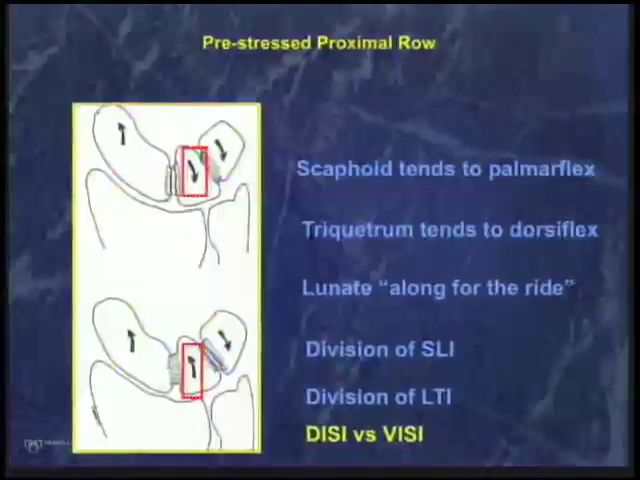 Pre-stressed Proximal Row
Scaphoid tends to palmarflex
Triquetrum tends to dorsiflex
Lunate “along for the ride”
Division of SLI
Division of LTI
DISI vs VISI